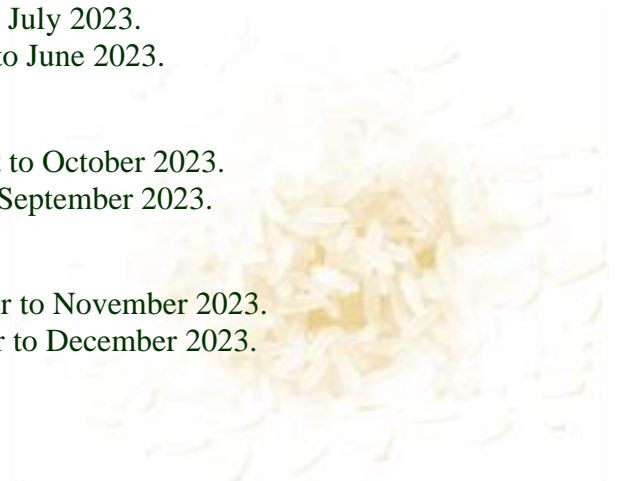 July 2023.
to June 2023.
to October 2023.
September 2023.
r to November 2023.
r to December 2023.